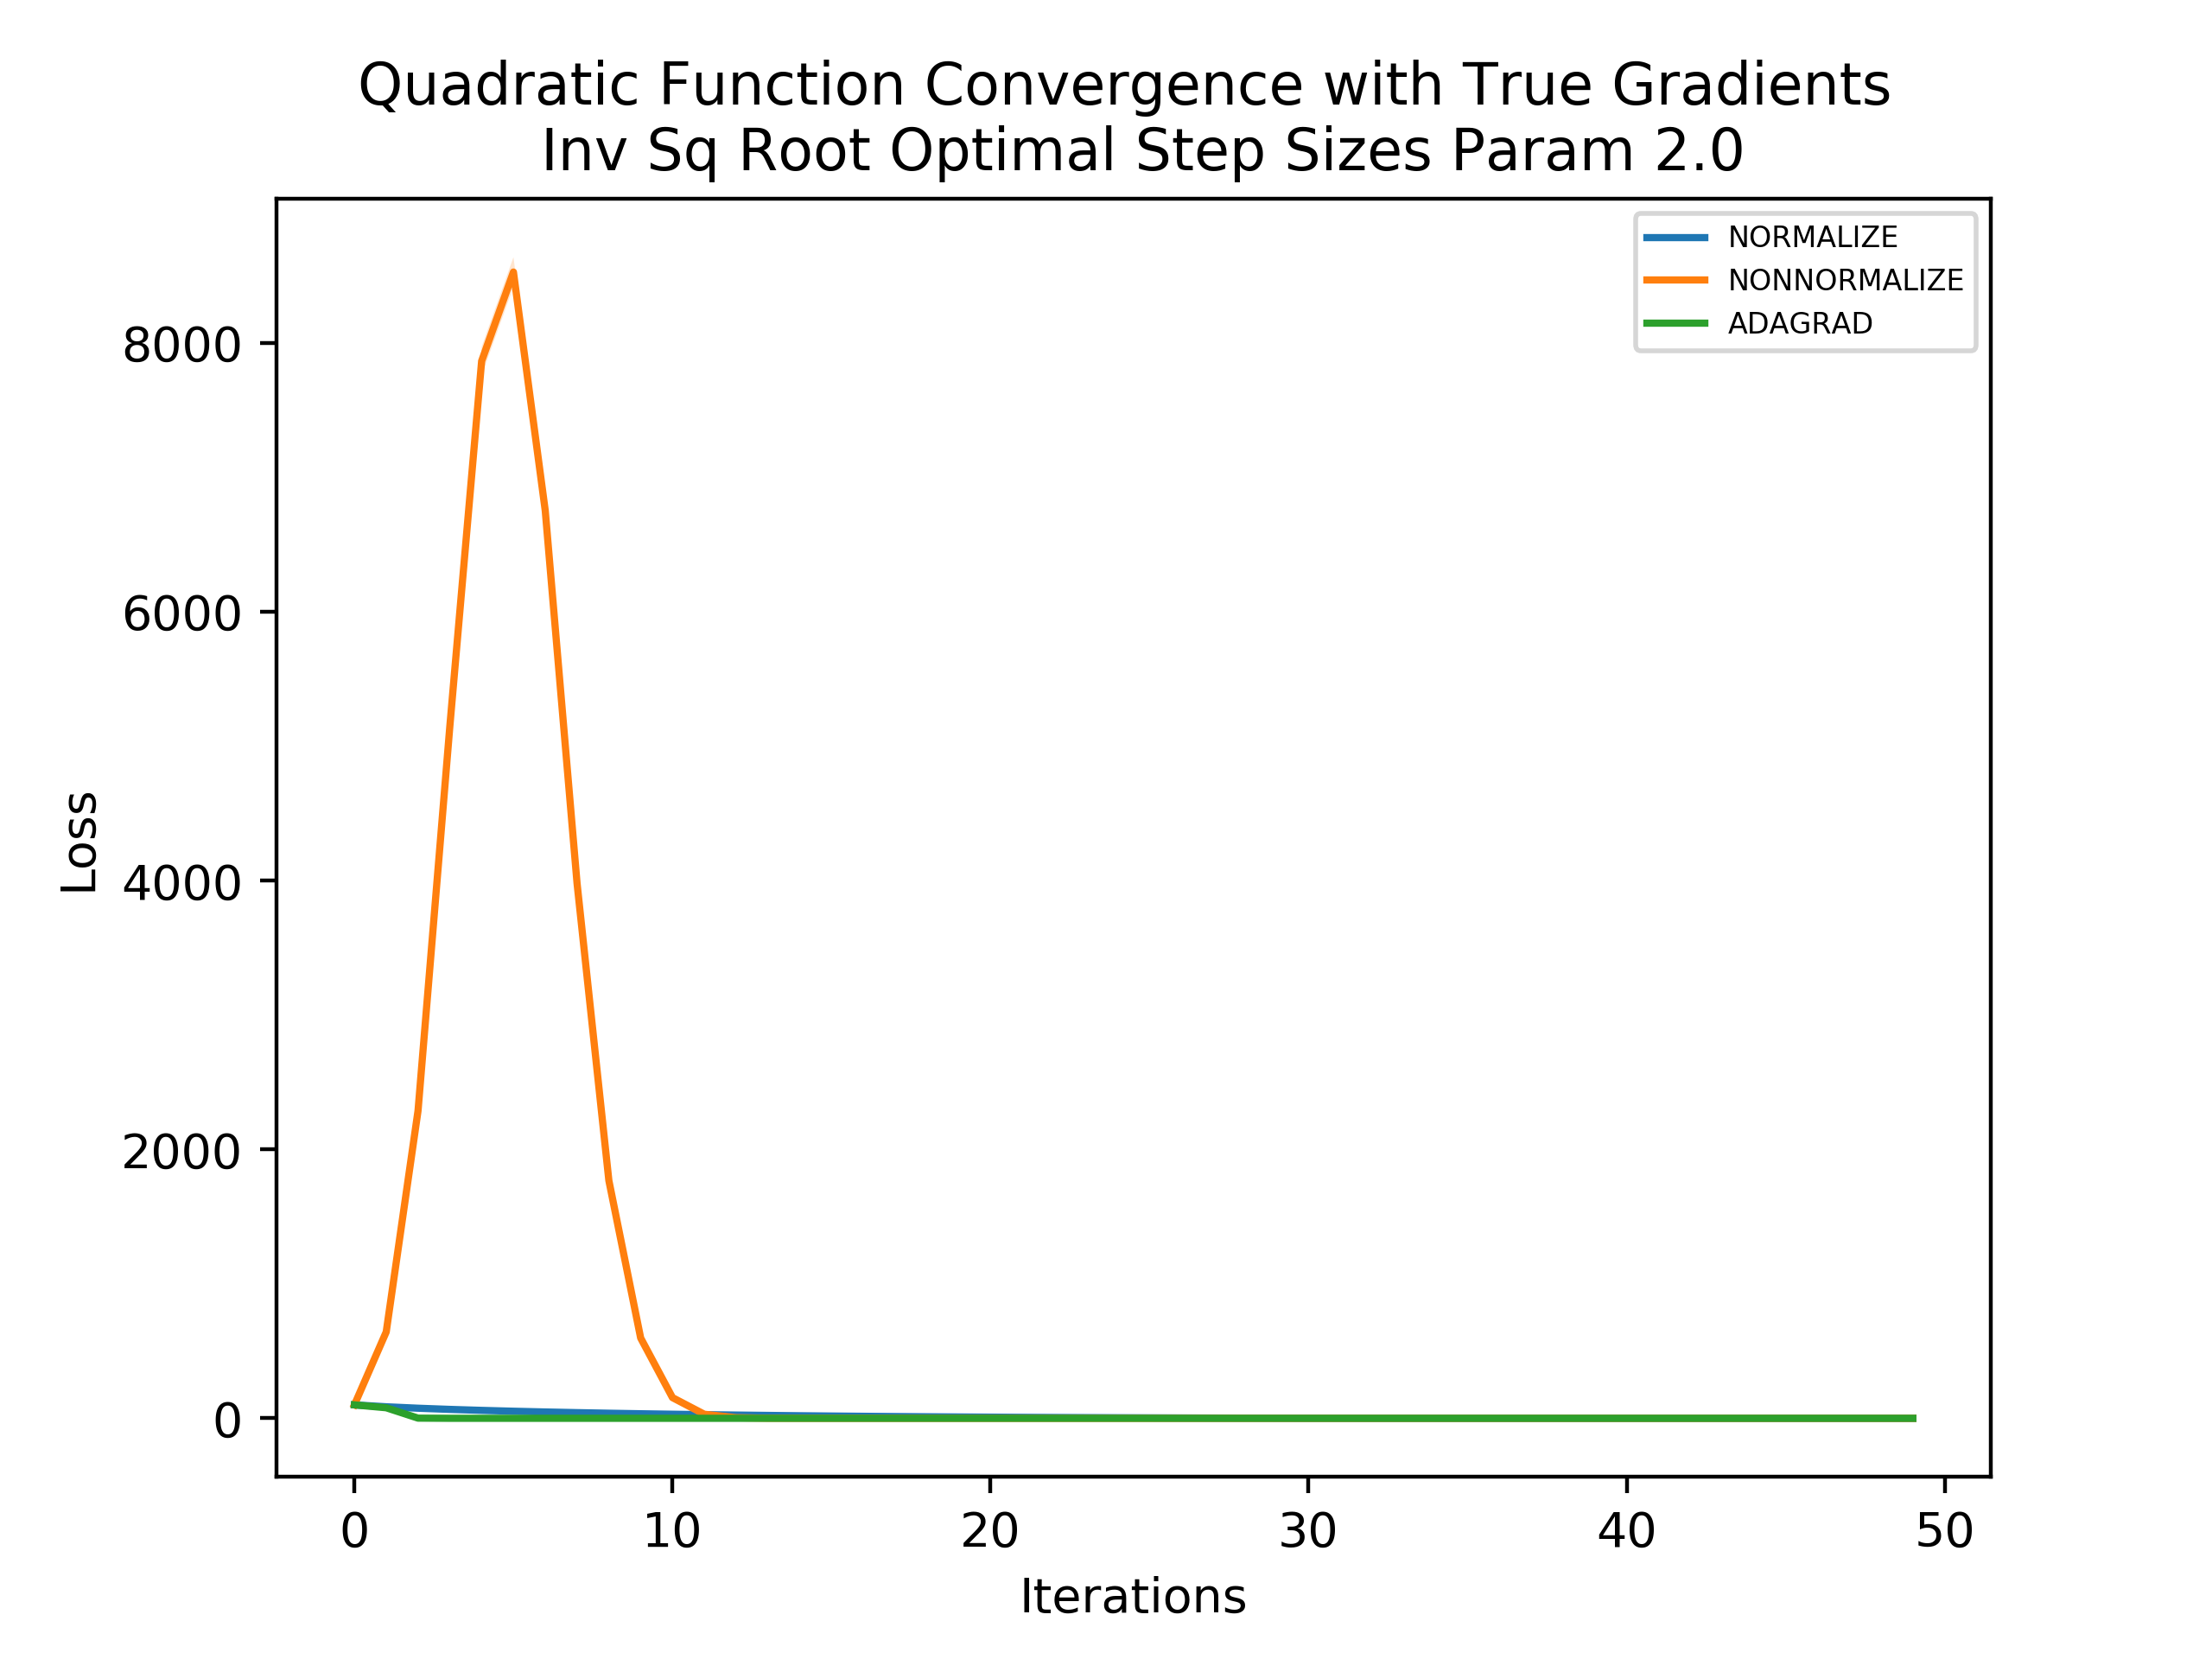 Quadratic Function Convergence with True Gradients
Inv Sq Root Optimal Step Sizes Param 2.0
NORMALIZE
NONNORMALIZE
ADAGRAD
8000
6000
4000
2000
0
Loss
0 10 20 30 40 50
Iterations